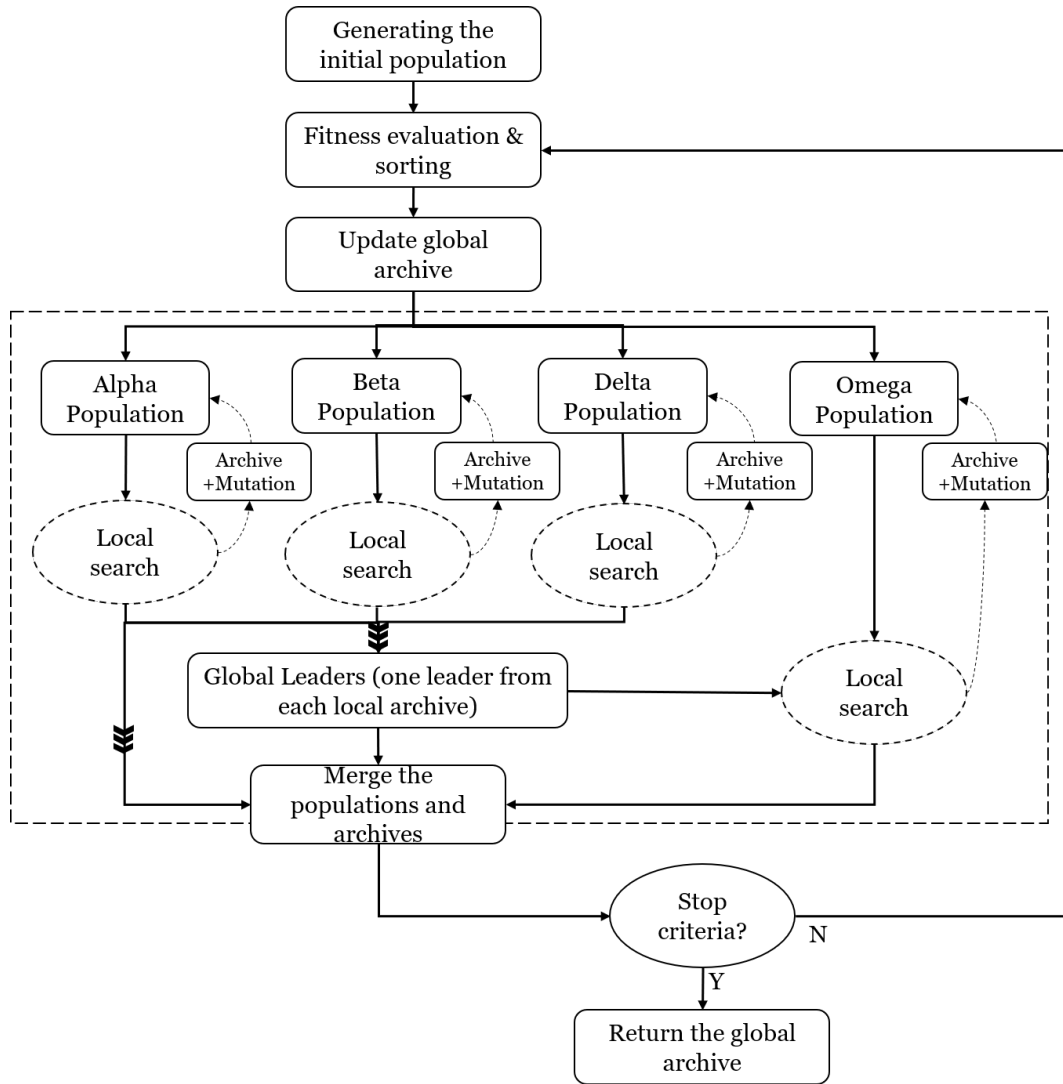 Generating the
initial population
Fitness evaluation &
sorting
Update global
archive
Alpha
Population
Beta
Population
Delta
Population
Omega
Population
Archive
+Mutation
Archive
+Mutation
Archive
+Mutation
Archive
+Mutation
Local
search
Local
search
Local
search
Global Leaders (one leader from
each local archive)
Local
search
Merge the
populations and
archives
Stop
criteria?
N
Y
Return the global
archive